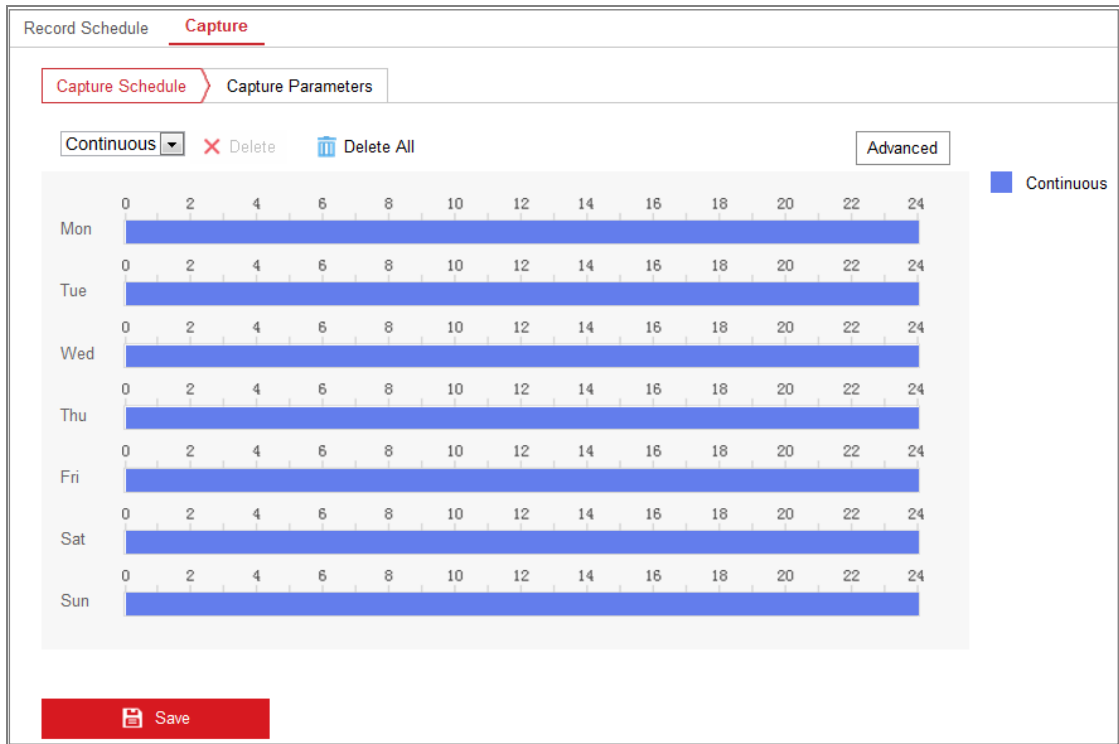 Record Schedule Capture
Capture Schedule Capture Parameters
Continuous Delete Delete All Advanced
Continuous
0 2 4 6 8 10 12 14 16 18 20 22 24
Mon
0 2 4 6 8 10 12 14 16 18 20 22 24
Tue
0 2 4 6 8 10 12 14 16 18 20 22 24
Wed
0 2 4 6 8 10 12 14 16 18 20 22 24
Thu
0 2 4 6 8 10 12 14 16 18 20 22 24
Fri
0 2 4 6 8 10 12 14 16 18 20 22 24
Sat
0 2 4 6 8 10 12 14 16 18 20 22 24
Sun
Save